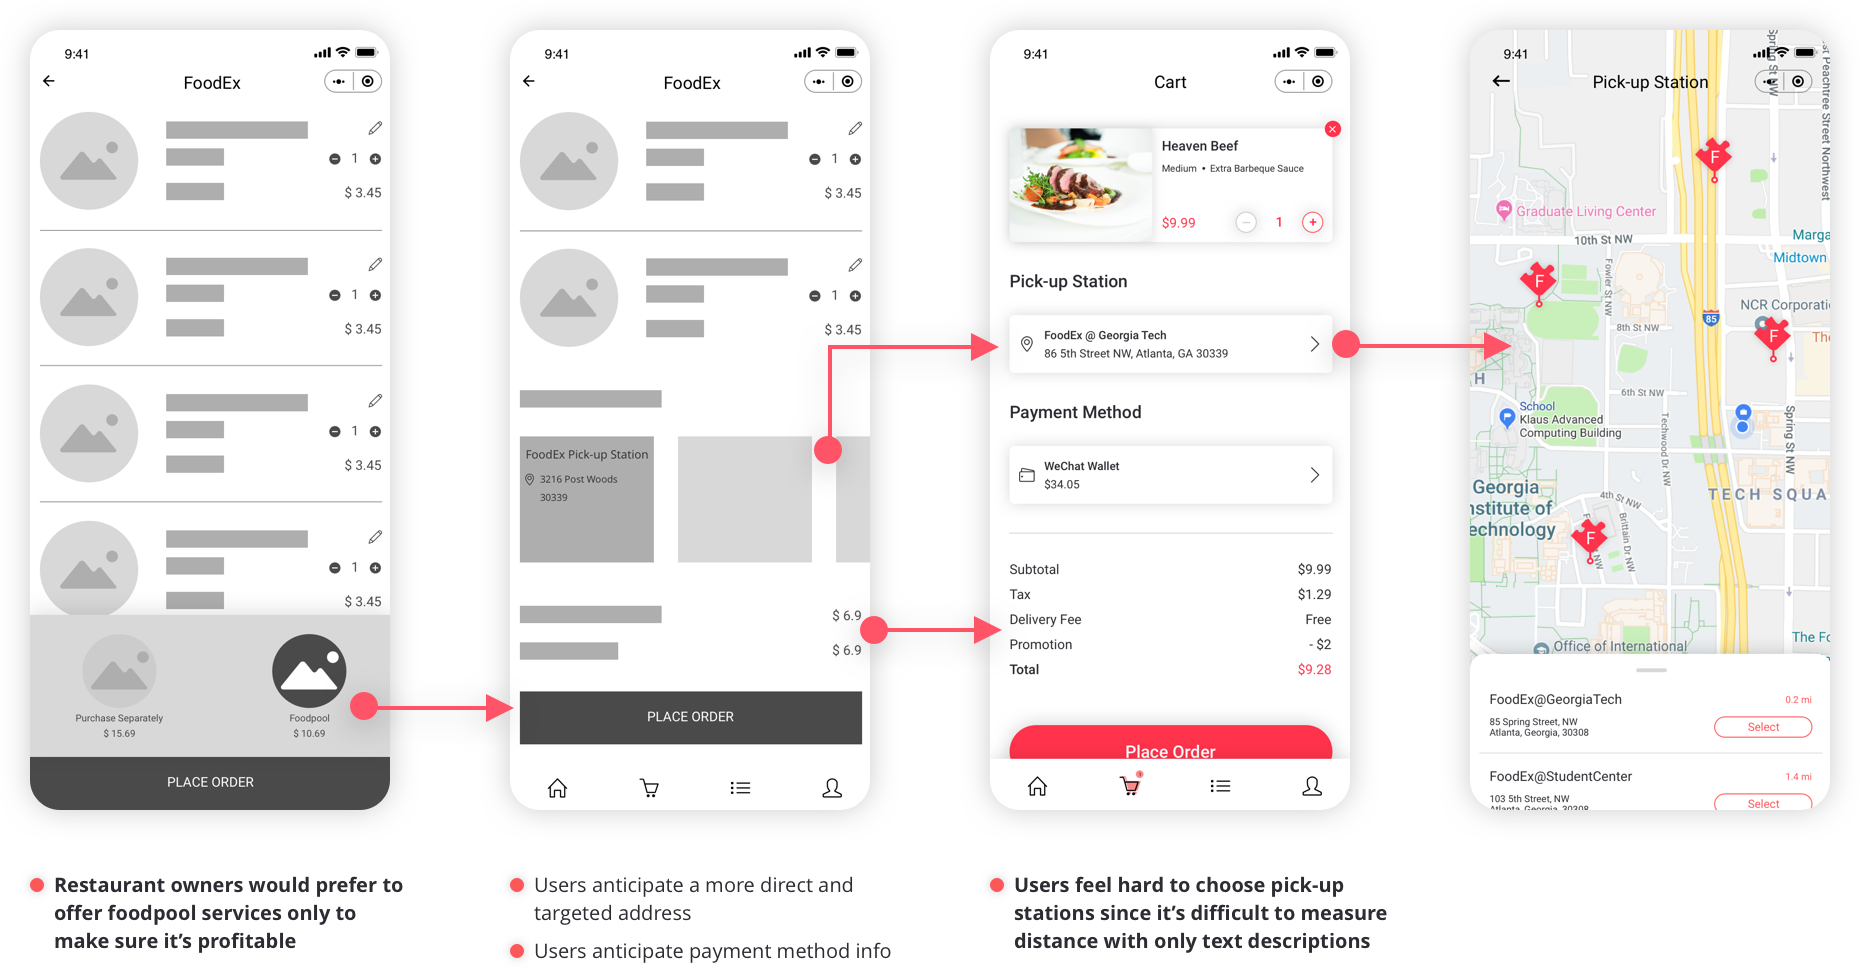 9:41
FoodEx
1
$ 3.45
1
$ 3.45
1
$ 3.45
1
$ 3.45
Purchase Separately
$ 15.69
Foodpool
$ 10.69
PLACE ORDER
Restaurant owners would prefer to
offer foodpool services only to
make sure it's profitable
9:41
FoodEx
1
$ 3.45
1
$ 3.45
FoodEx Pick-up Station
3216 Post Woods
30339
$ 6.9
$ 6.9
PLACE ORDER
Users anticipate a more direct and
targeted address
Users anticipate payment method info
9:41
Cart
Heaven Beef
Medium • Extra Barbeque Sauce
$9.99
1
Pick-up Station
FoodEx @ Georgia Tech
86 5th Street NW, Atlanta, GA 30339
Payment Method
WeChat Wallet
$34.05
Subtotal $9.99
Tax $1.29
Delivery Fee Free
Promotion - $2
Total $9.28
Place Order
Users feel hard to choose pick-up
stations since it's difficult to measure
distance with only text descriptions
9:41
Pick-up Station
Spring St NW
st Peachtree Street Northwest
F
Graduate Living Center
10th St NW
Marga
Midtown
F
Fowler St NW
NCR Corporatio
85
8th St NW
F
The
H
6th St NW
School
Klaus Advanced
Computing Building
Techwood Dr NW
Spring St NW
Georgia
nstitute of
echnology
4th St NW
TECH SQUA
F
Brittain Dr NW
The Fo
Office of International
FoodEx@GeorgiaTech
0.2 mi
85 Spring Street, NW
Atlanta, Georgia, 30308
Select
FoodEx@StudentCenter
1.4 mi
103 5th Street, NW
Atlanta, Georgia, 30308
Select